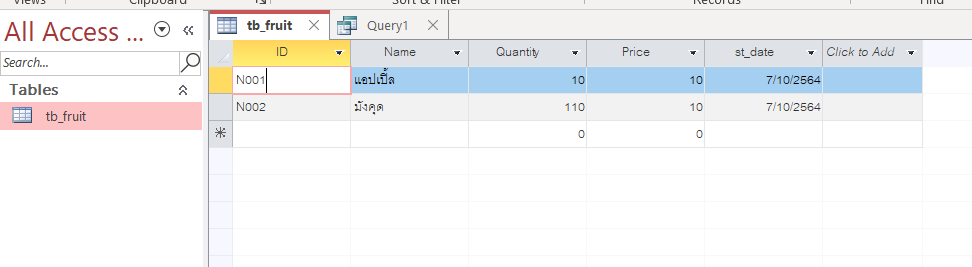 Views Clipboard Sort & Filter Records Find
All Access ...
Search...
Tables
tb_fruit
tb_fruit Query1
ID Name Quantity Price st_date Click to Add
N001 แอปเปิ้ล 10 10 7/10/2564
N002 มังคุด 110 10 7/10/2564
0 0